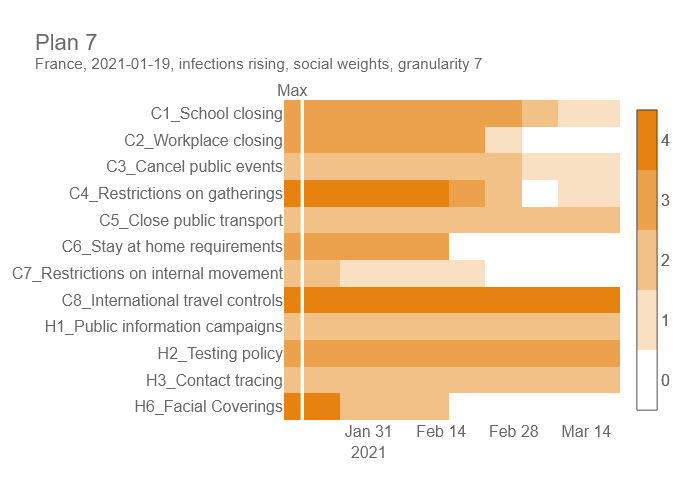 Plan 7
France, 2021-01-19, infections rising, social weights, granularity 7
Max
C1_School closing
C2_Workplace closing
C3_Cancel public events
C4_Restrictions on gatherings
C5_Close public transport
C6_Stay at home requirements
C7_Restrictions on internal movement
C8_International travel controls
H1_Public information campaigns
H2_Testing policy
H3_Contact tracing
H6_Facial Coverings
4
3
2
1
0
Jan 31 Feb 14 Feb 28 Mar 14
2021